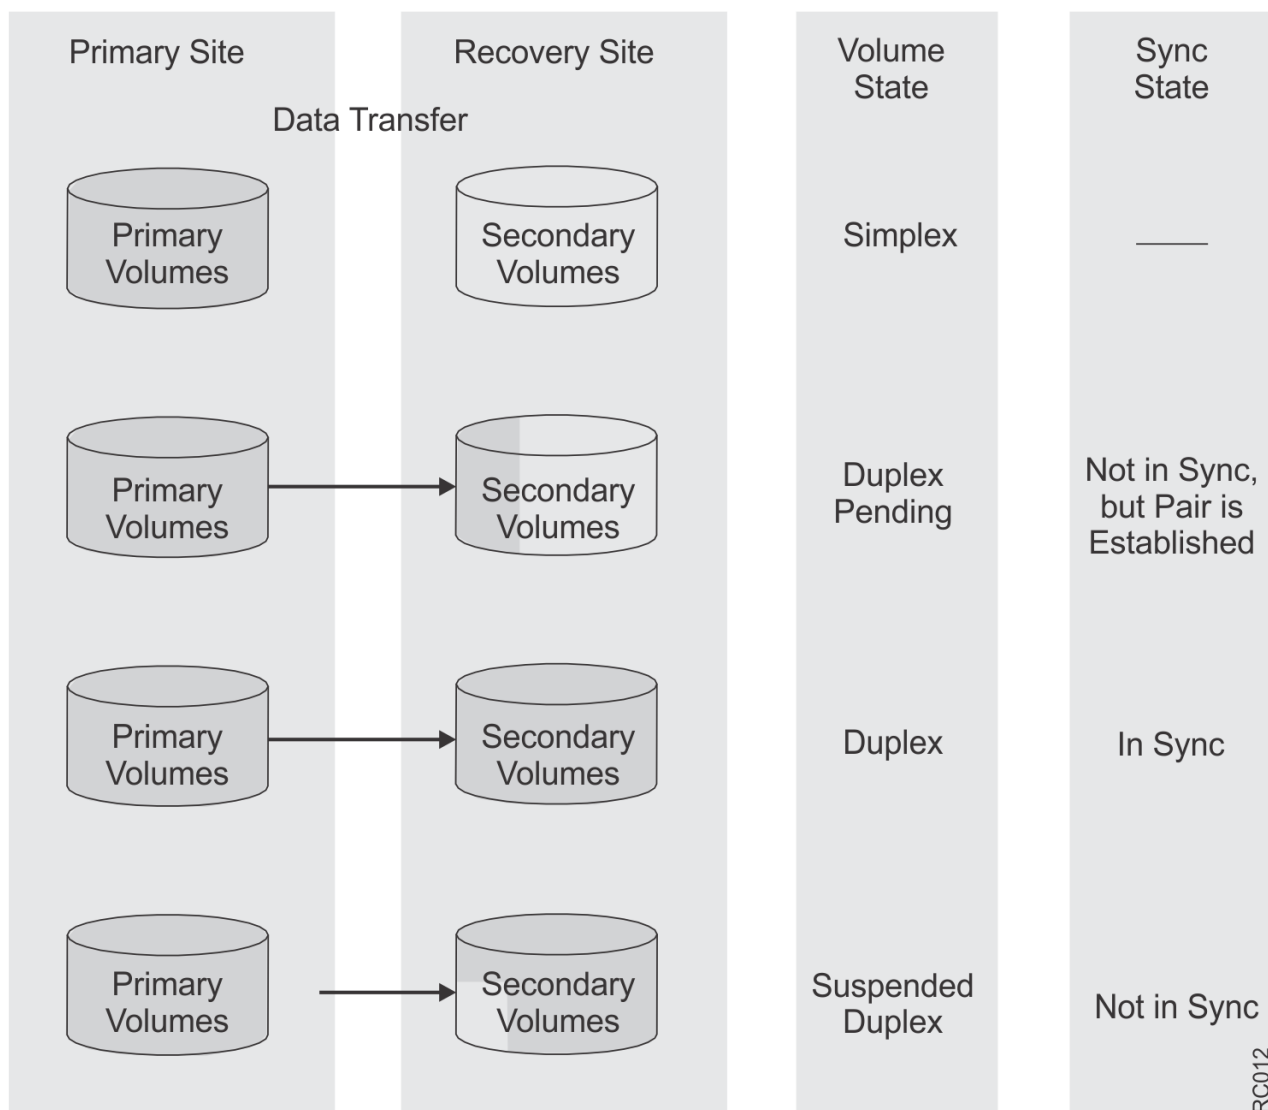 Primary Site
Recovery Site
Volume
State
Sync
State
Data Transfer
Primary
Volumes
Secondary
Volumes
Simplex
Primary
Volumes
Secondary
Volumes
Duplex
Pending
Not in Sync,
but Pair is
Established
Primary
Volumes
Secondary
Volumes
Duplex
In Sync
Primary
Volumes
Secondary
Volumes
Suspended
Duplex
Not in Sync
RC012